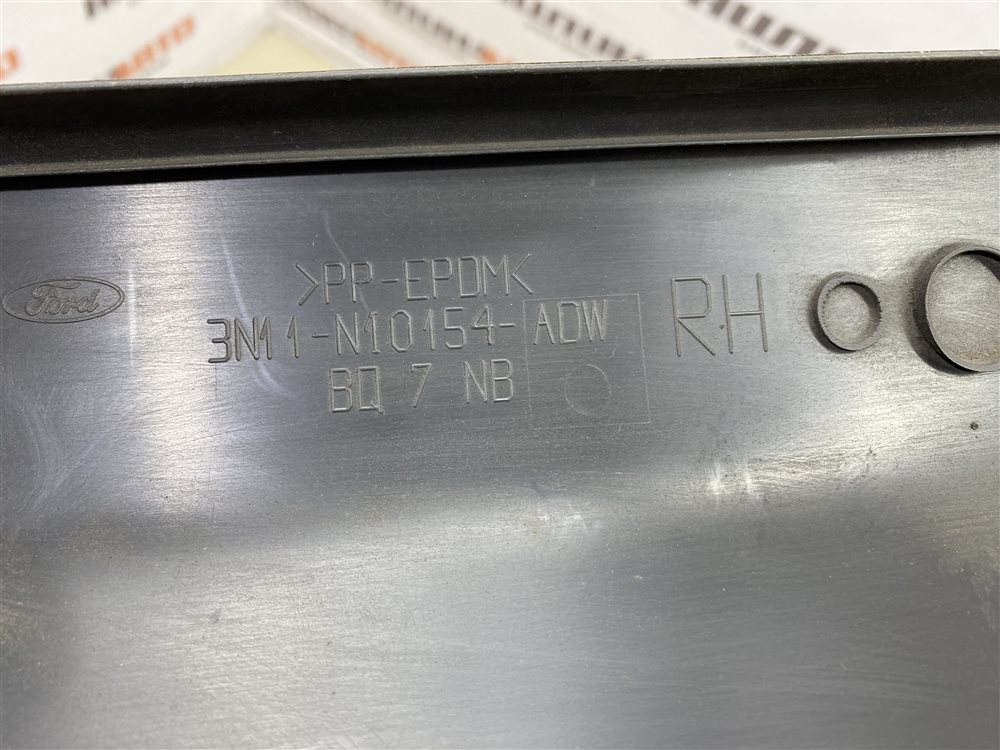 Ford
>PP-EPDM<
3N11-N10154-ADW
BQ 7 NB
RH